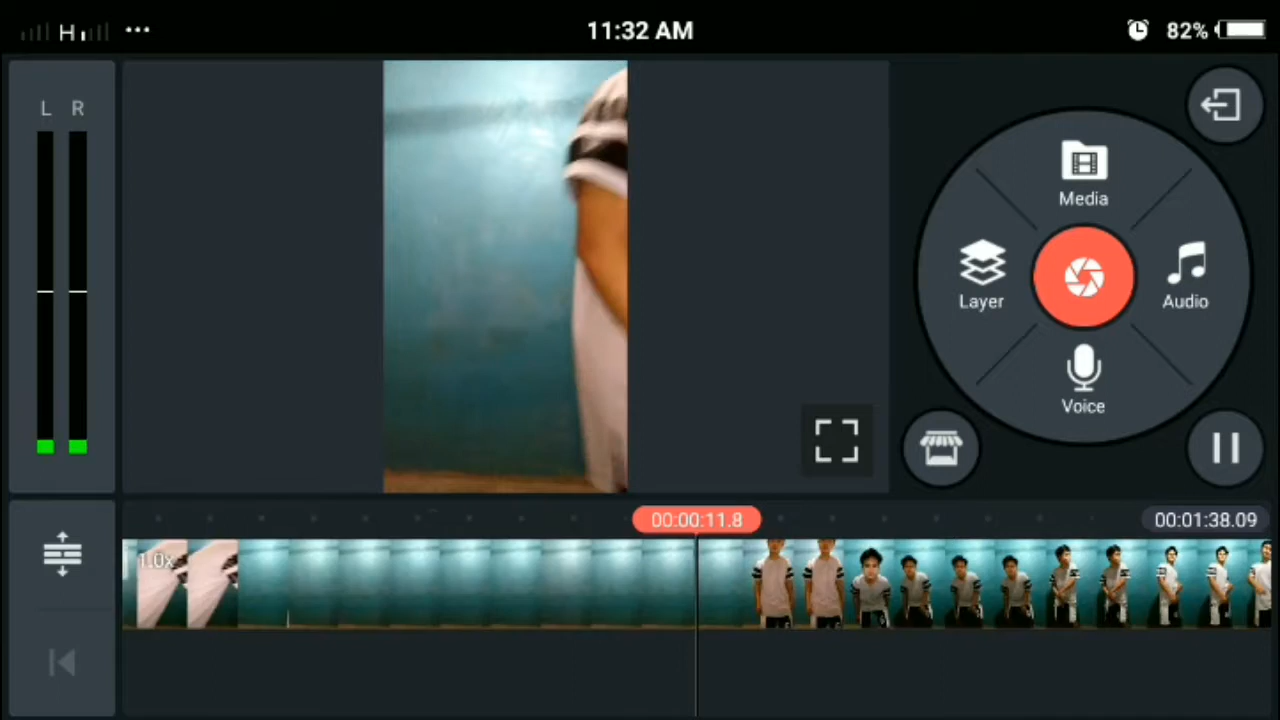 H
11:32 AM
82%
L R
Media
Layer
Audio
Voice
00:00:11.8
00:01:38.09
1.0x